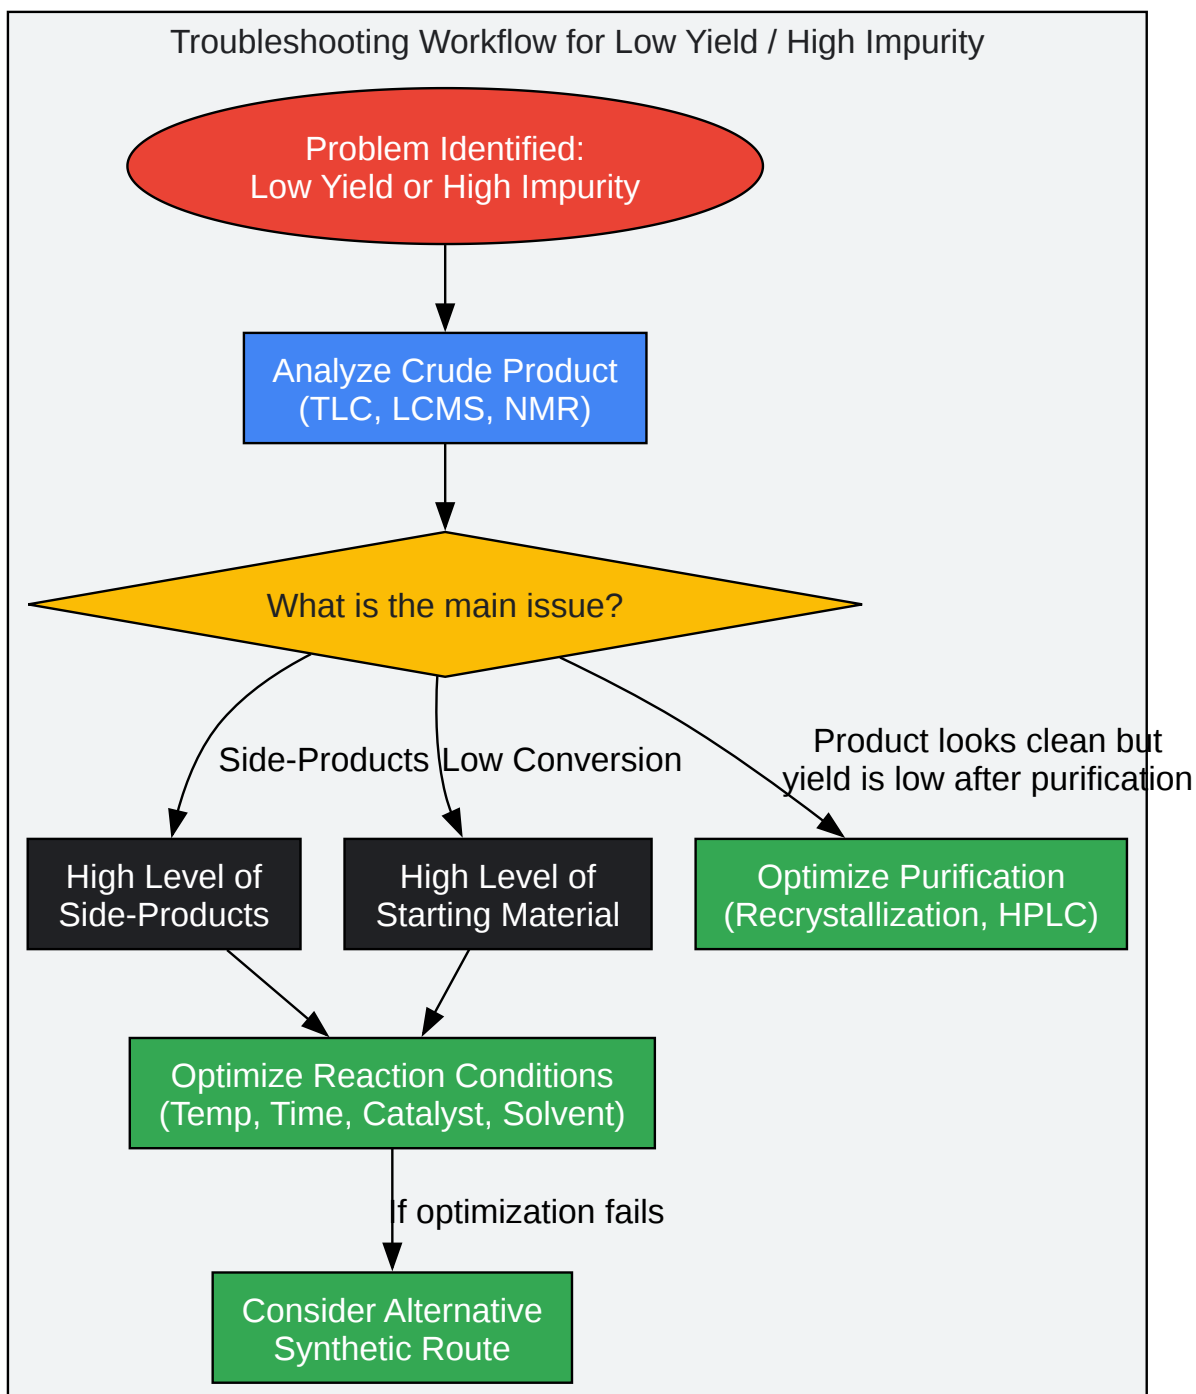 Troubleshooting Workflow for Low Yield / High Impurity
Problem Identified:
Low Yield or High Impurity
Analyze Crude Product
(TLC, LCMS, NMR)
What is the main issue?
Side-Products
Low Conversion
Product looks clean but
yield is low after purification
High Level of
Side-Products
High Level of
Starting Material
Optimize Purification
(Recrystallization, HPLC)
Optimize Reaction Conditions
(Temp, Time, Catalyst, Solvent)
If optimization fails
Consider Alternative
Synthetic Route